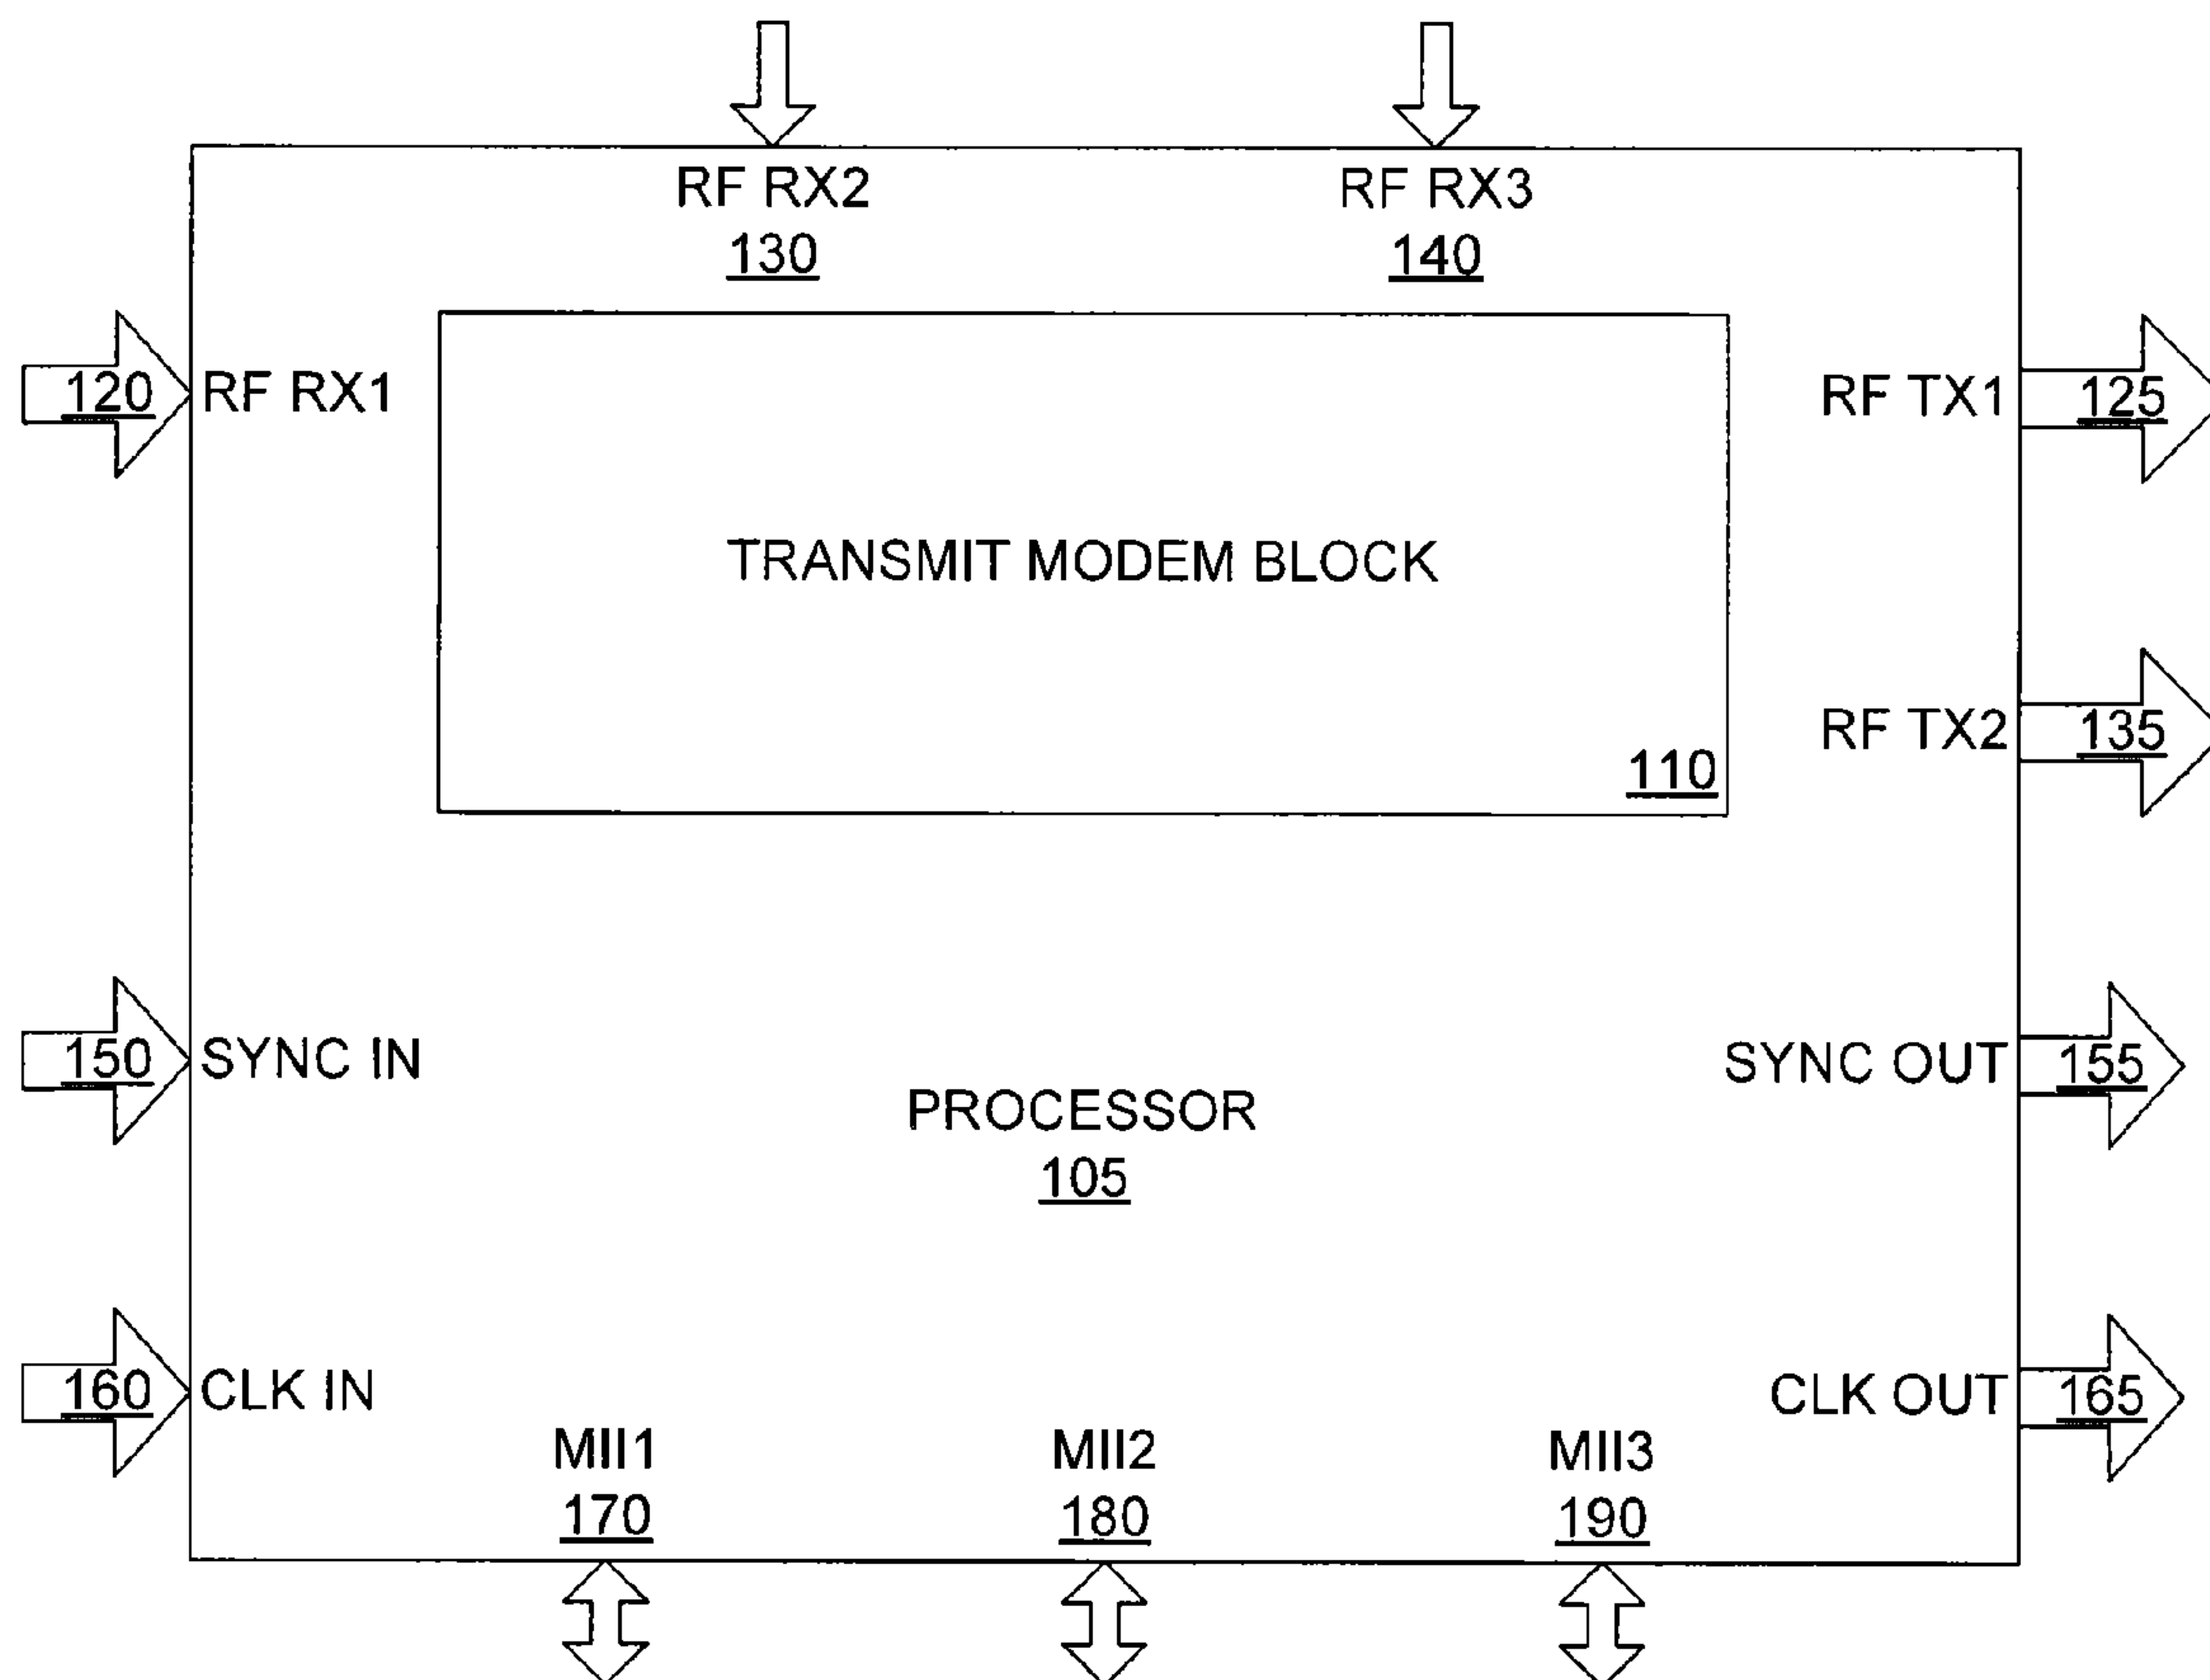 RF RX2
130
RF RX3
140
120
RF RX1
RF TX1
125
TRANSMIT MODEM BLOCK
RF TX2
135
110
150
SYNC IN
SYNC OUT
155
PROCESSOR
105
160
CLK IN
CLK OUT
165
MII1
170
MII2
180
MII3
190